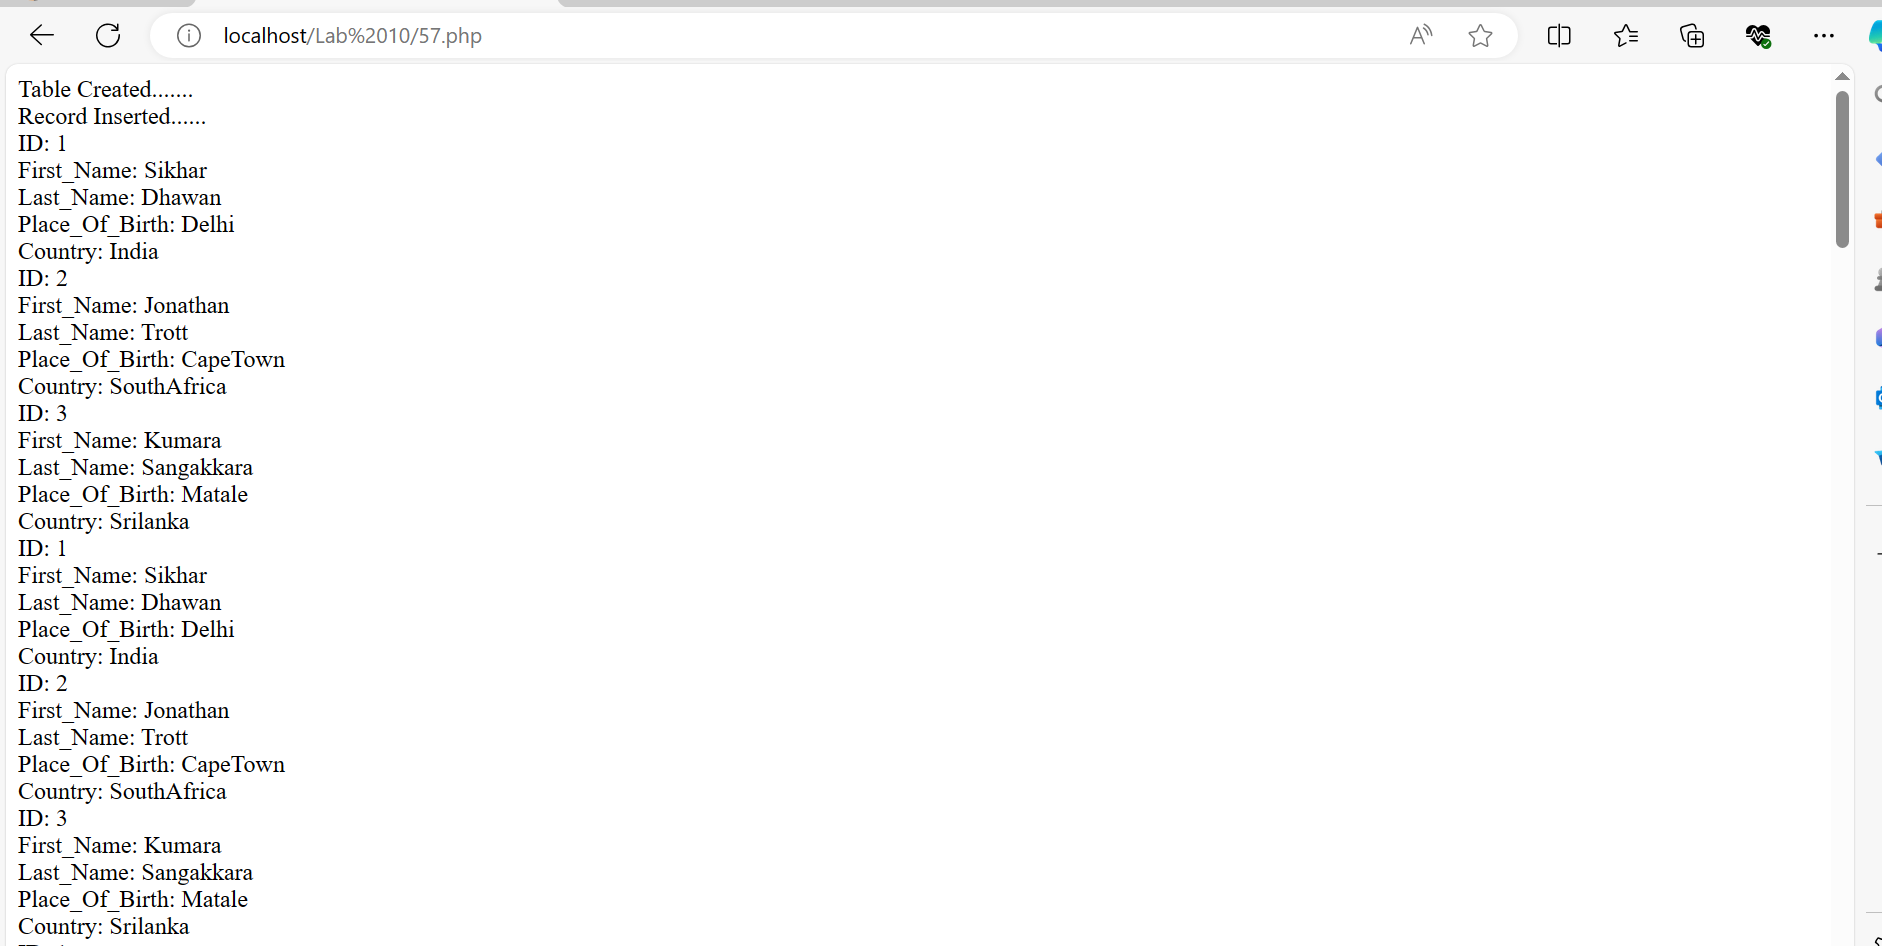 localhost/Lab%2010/57.php
Table Created.......
Record Inserted......
ID: 1
First_Name: Sikhar
Last_Name: Dhawan
Place_Of_Birth: Delhi
Country: India
ID: 2
First_Name: Jonathan
Last_Name: Trott
Place_Of_Birth: CapeTown
Country: SouthAfrica
ID: 3
First_Name: Kumara
Last_Name: Sangakkara
Place_Of_Birth: Matale
Country: Srilanka
ID: 1
First_Name: Sikhar
Last_Name: Dhawan
Place_Of_Birth: Delhi
Country: India
ID: 2
First_Name: Jonathan
Last_Name: Trott
Place_Of_Birth: CapeTown
Country: SouthAfrica
ID: 3
First_Name: Kumara
Last_Name: Sangakkara
Place_Of_Birth: Matale
Country: Srilanka